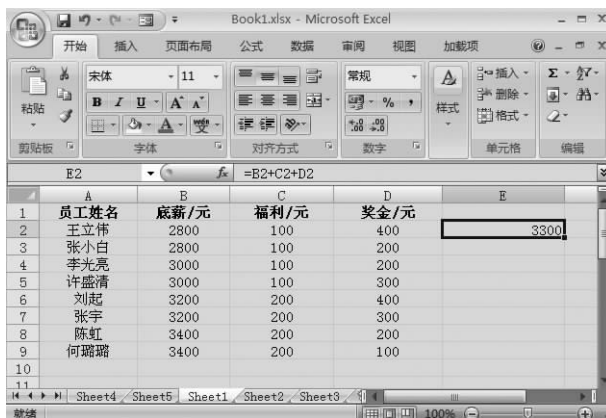 Book1.xlsx - Microsoft Excel
开始 插入 页面布局 公式 数据 审阅 视图 加载项
粘贴
宋体 11
B I U A A
A
变
剪贴板 字体
常规
% ,
对齐方式 数字
A
样式
插入
删除
格式
单元格
Σ
编辑
E2 fx =B2+C2+D2
A B C D E
1 员工姓名 底薪/元 福利/元 奖金/元
2 王立伟 2800 100 400 3300
3 张小白 2800 100 200
4 李光亮 3000 100 200
5 许盛清 3000 100 300
6 刘起 3200 200 400
7 张宇 3200 200 300
8 陈虹 3400 200 200
9 何璐璐 3400 200 100
10
11
Sheet4 Sheet5 Sheet1 Sheet2 Sheet3
就绪 100%